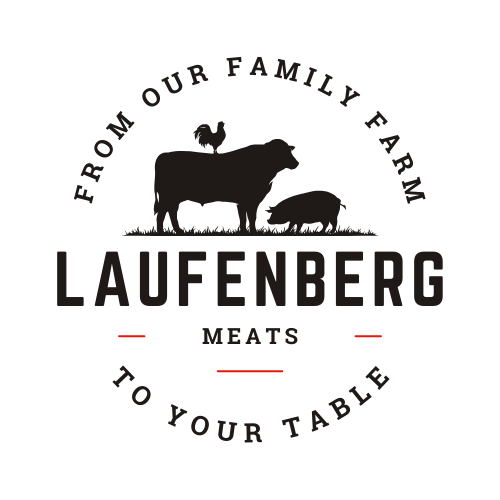 FROM OUR FAMILY FARM
LAUFENBERG
MEATS
TO YOUR TABLE